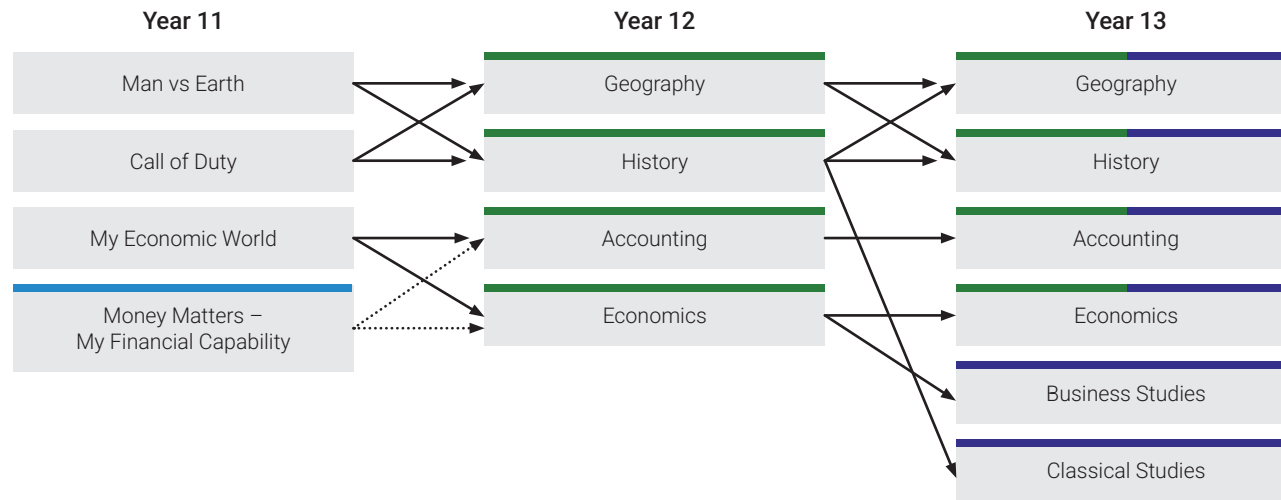 Year 11
Year 12
Year 13
Man vs Earth
Geography
Geography
Call of Duty
History
History
My Economic World
Accounting
Accounting
Money Matters –
My Financial Capability
Economics
Economics
Business Studies
Classical Studies